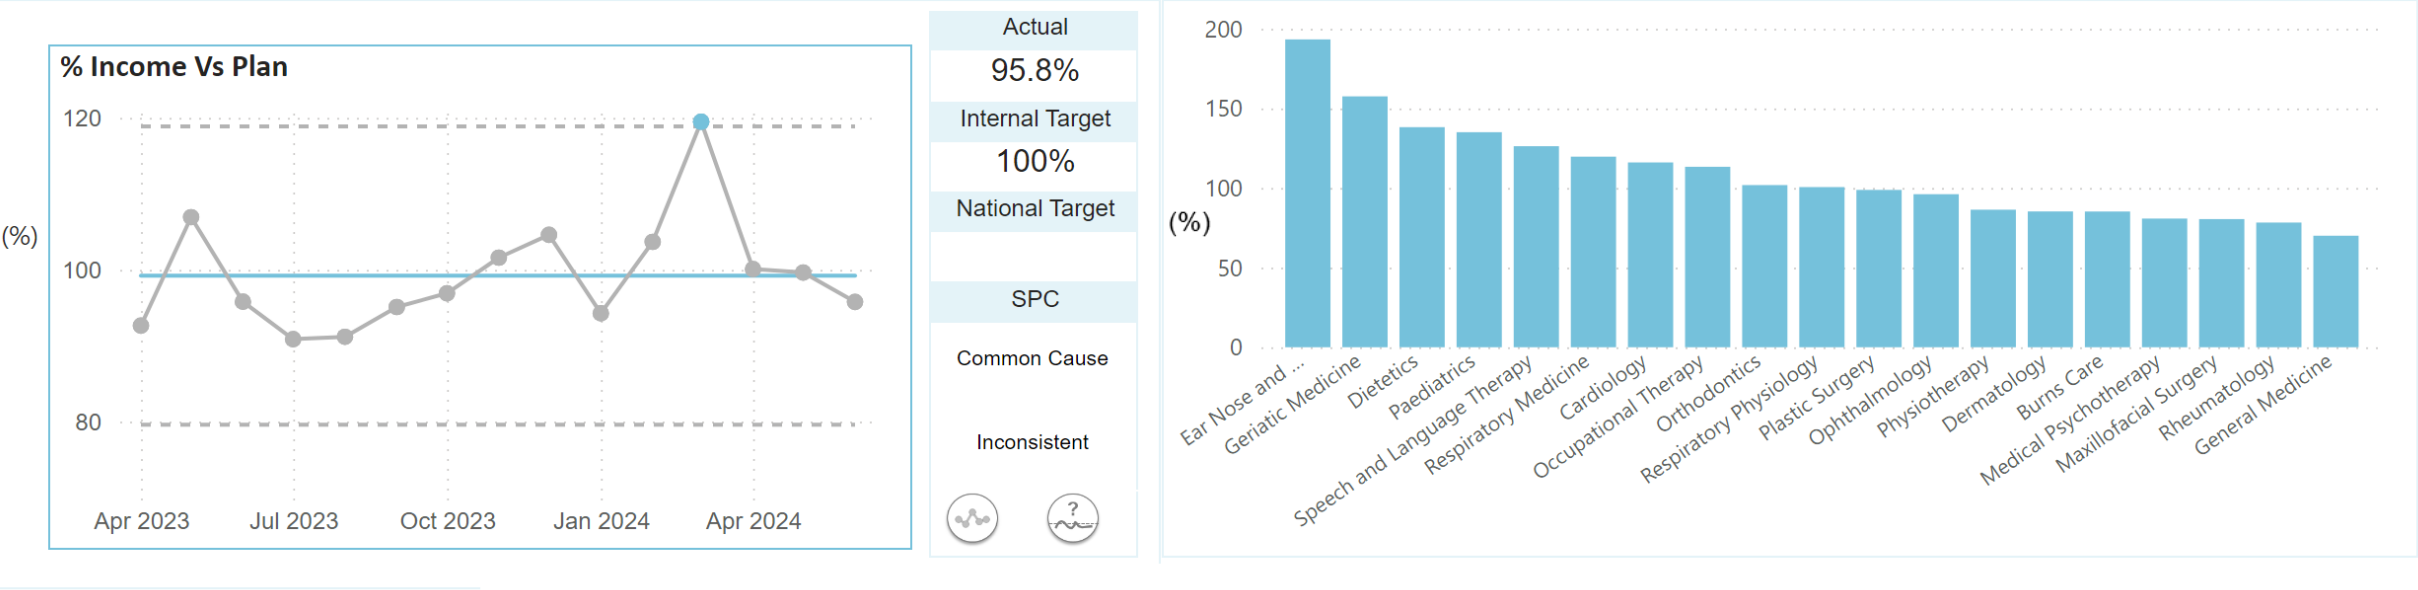 % Income Vs Plan
(%)
120
100
80
Apr 2023
Jul 2023
Oct 2023
Jan 2024
Apr 2024
Actual
95.8%
Internal Target
100%
National Target
SPC
Common Cause
Inconsistent
?
(%)
200
150
100
50
0
Ear Nose and ...
Geriatic Medicine
Dietetics
Paediatrics
Speech and Language Therapy
Respiratory Medicine
Cardiology
Occupational Therapy
Orthodontics
Respiratory Physiology
Plastic Surgery
Ophthalmology
Physiotherapy
Dermatology
Burns Care
Medical Psychotherapy
Maxillofacial Surgery
Rheumatology
General Medicine